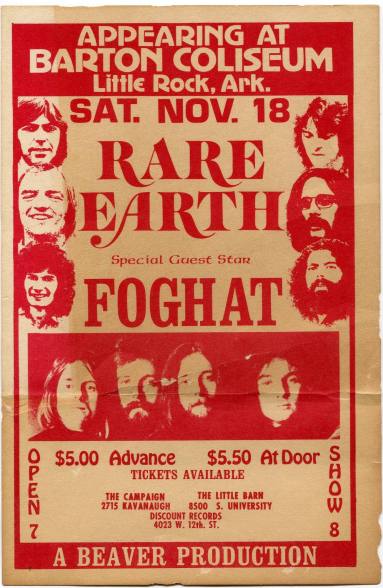 APPEARING AT
BARTON COLISEUM
Little Rock, Ark.
SAT. NOV. 18
RARE
EARTH
Special Guest Star
FOGHAT
$5.00 Advance $5.50 At Door
TICKETS AVAILABLE
THE CAMPAIGN THE LITTLE BARN
2715 KAVANAUGH 8500 S. UNIVERSITY
DISCOUNT RECORDS
4023 W. 12th. ST.
OPEN 7
SHOW 8
A BEAVER PRODUCTION